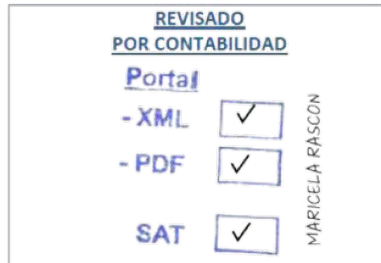 REVISADO
POR CONTABILIDAD
Portal
- XML ✓
- PDF ✓
SAT ✓
MARICELA RASCON